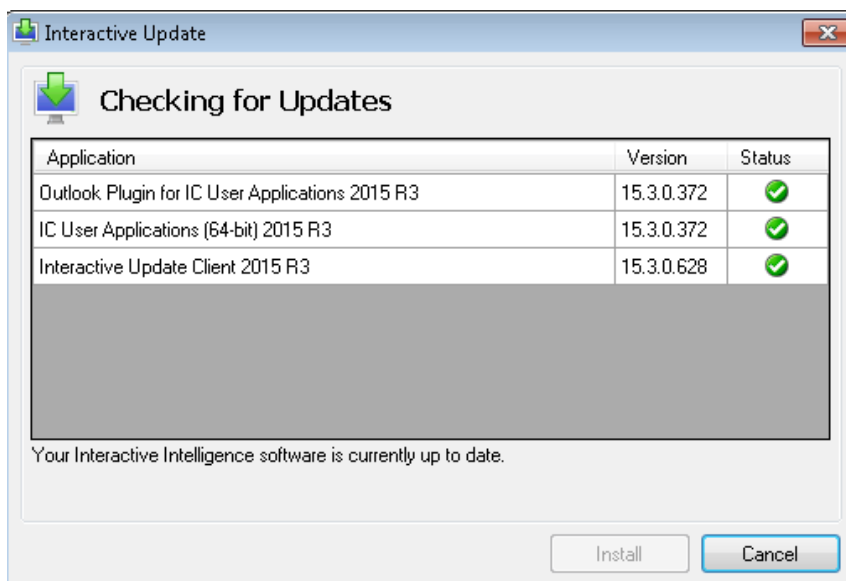 Interactive Update
Checking for Updates
Application Version Status
Outlook Plugin for IC User Applications 2015 R3 15.3.0.372
IC User Applications (64-bit) 2015 R3 15.3.0.372
Interactive Update Client 2015 R3 15.3.0.628
Your Interactive Intelligence software is currently up to date.
Install Cancel